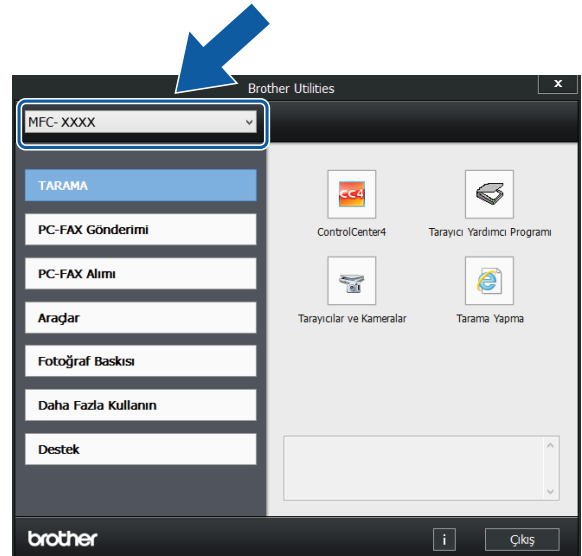 Brother Utilities
x
MFC- XXXX
TARAMA
PC-FAX Gönderimi
PC-FAX Alımı
Araçlar
Fotoğraf Baskısı
Daha Fazla Kullanın
Destek
CC4
ControlCenter4
Tarayıcı Yardımcı Programı
Tarayıcılar ve Kameralar
Tarama Yapma
brother
i
Çıkış